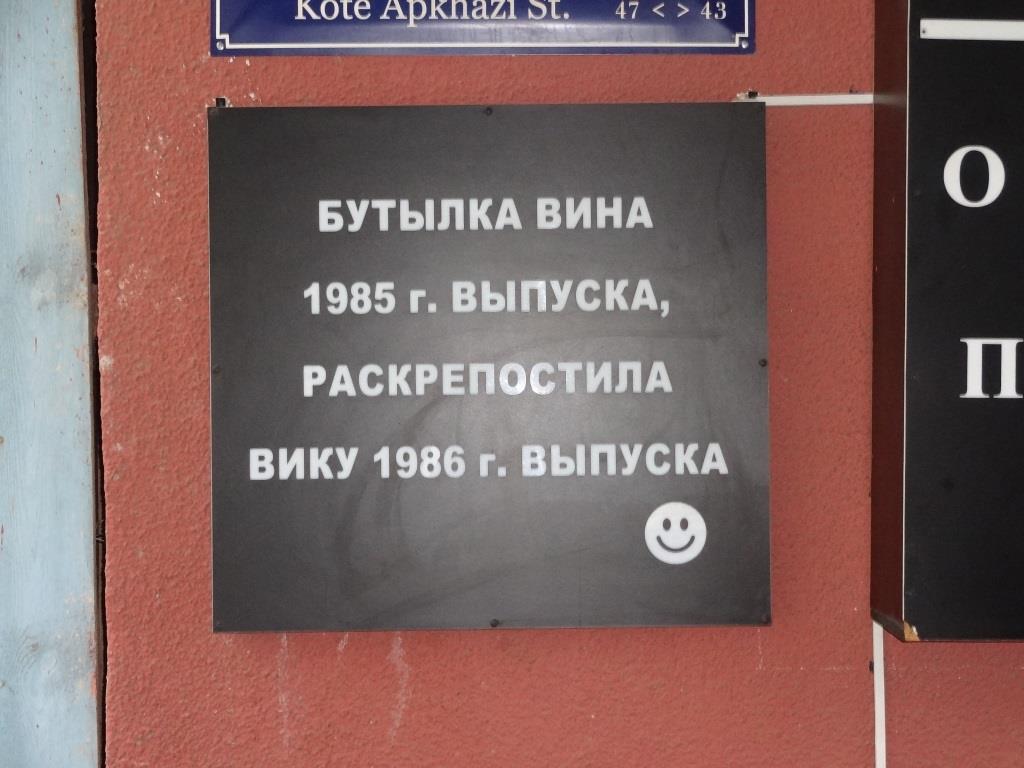 Kote Apkhazi St. 47 < > 43
БУТЫЛКА ВИНА
1985 г. ВЫПУСКА,
РАСКРЕПОСТИЛА
ВИКУ 1986 г. ВЫПУСКА
О
П